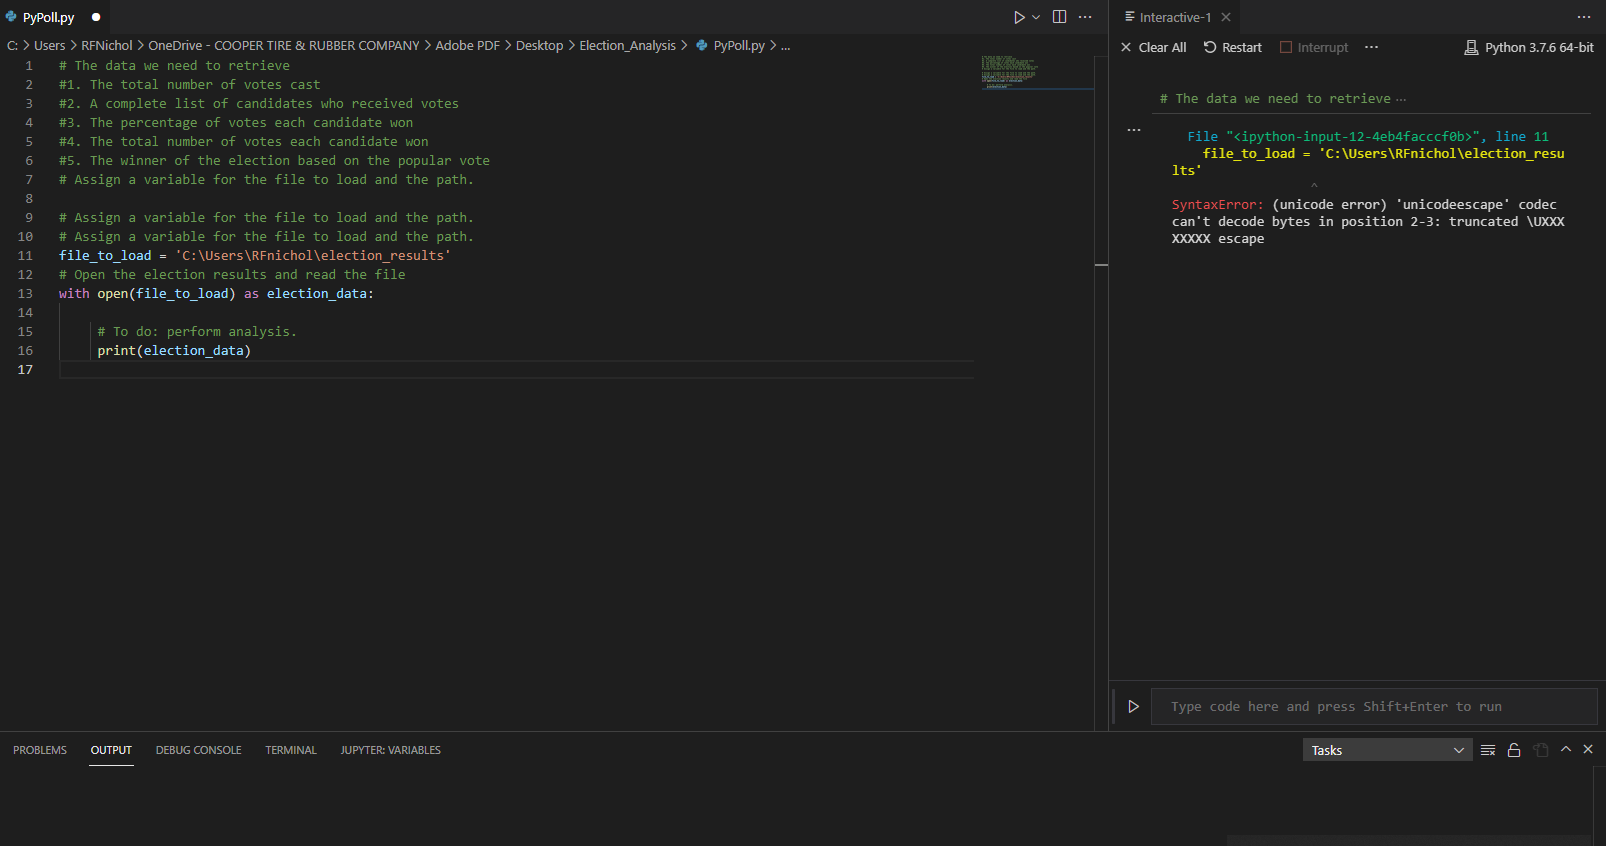 PyPoll.py
C: > Users > RFNichol > OneDrive - COOPER TIRE & RUBBER COMPANY > Adobe PDF > Desktop > Election_Analysis > PyPoll.py > ...
1 # The data we need to retrieve
2 #1. The total number of votes cast
3 #2. A complete list of candidates who received votes
4 #3. The percentage of votes each candidate won
5 #4. The total number of votes each candidate won
6 #5. The winner of the election based on the popular vote
7 # Assign a variable for the file to load and the path.
8
9 # Assign a variable for the file to load and the path.
10 # Assign a variable for the file to load and the path.
11 file_to_load = 'C:\Users\RFnichol\election_results'
12 # Open the election results and read the file
13 with open(file_to_load) as election_data:
14
15 # To do: perform analysis.
16 print(election_data)
17
Interactive-1
Clear All Restart Interrupt ... Python 3.7.6 64-bit
# The data we need to retrieve ...
File "<ipython-input-12-4eb4facccf0b>", line 11
file_to_load = 'C:\Users\RFnichol\election_resu
lts'
^
SyntaxError: (unicode error) 'unicodeescape' codec
can't decode bytes in position 2-3: truncated \UXXX
XXXXX escape
Type code here and press Shift+Enter to run
PROBLEMS OUTPUT DEBUG CONSOLE TERMINAL JUPYTER: VARIABLES
Tasks